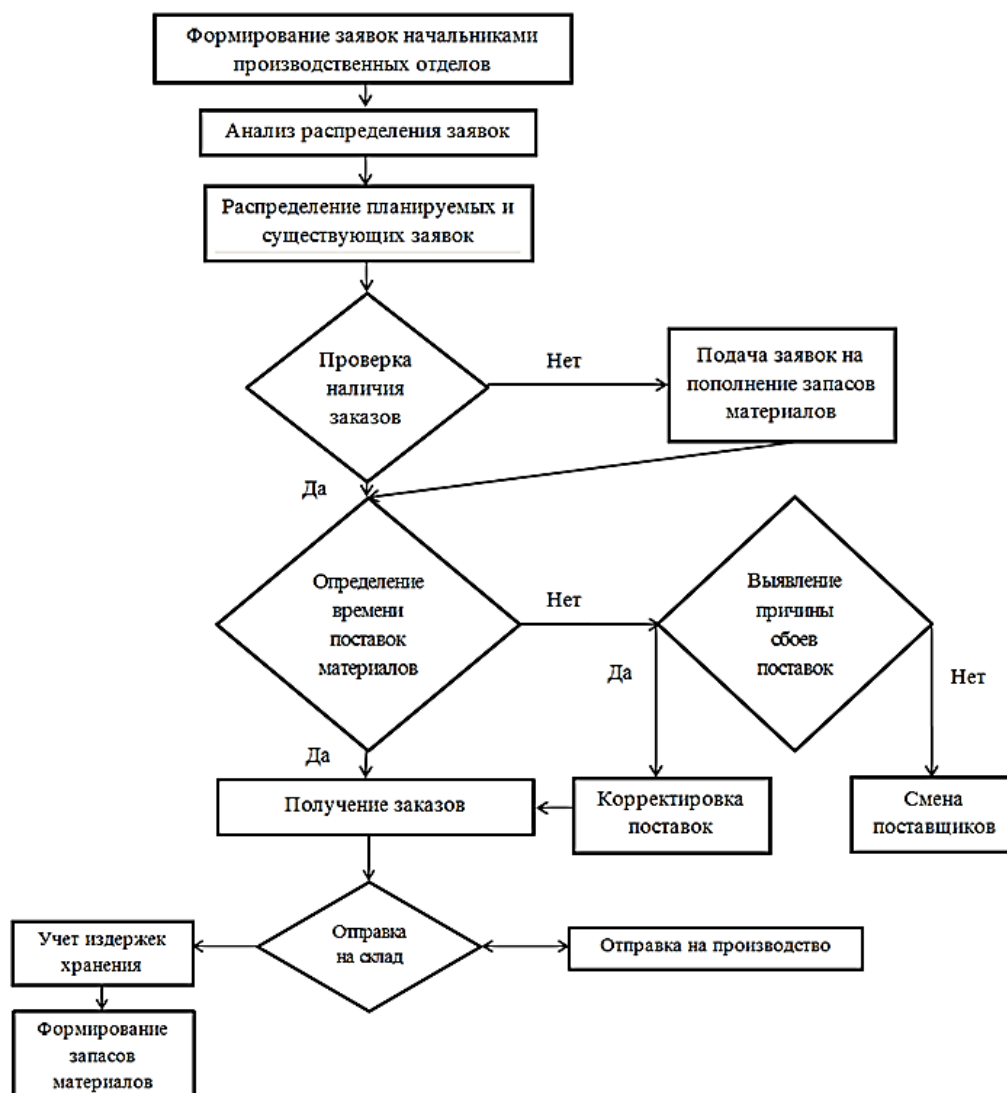 Формирование заявок начальниками
производственных отделов
Анализ распределения заявок
Распределение планируемых и
существующих заявок
Проверка
наличия
заказов
Нет
Подача заявок на
пополнение запасов
материалов
Да
Определение
времени
поставок
материалов
Нет
Выявление
причины
сбоев
поставок
Да
Нет
Да
Получение заказов
Корректировка
поставок
Смена
поставщиков
Учет издержек
хранения
Отправка
на склад
Отправка на производство
Формирование
запасов
материалов